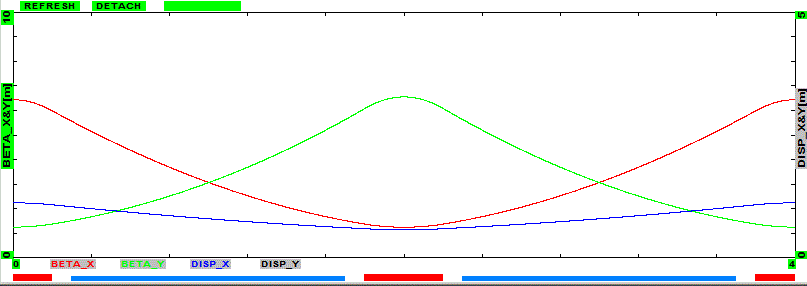 REFRESH DETACH
10 5
BETA_X&Y[m] DISP_X&Y[m]
0 0
0 BETA_X BETA_Y DISP_X DISP_Y 4